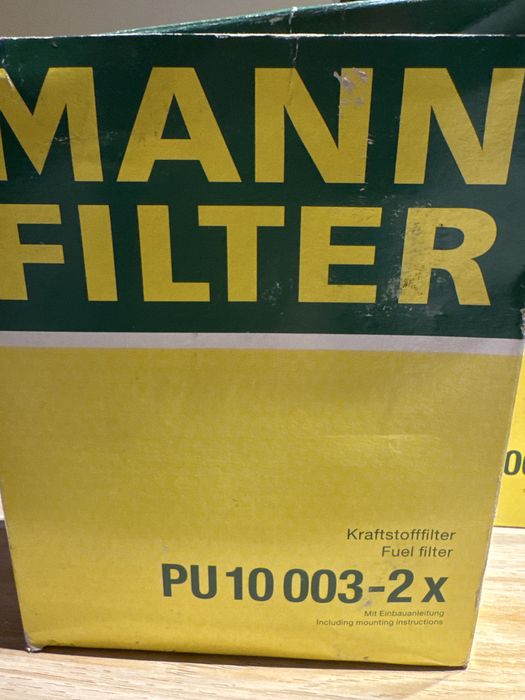 MANN
FILTER
Kraftstofffilter
Fuel filter
PU 10 003-2 x
Mit Einbauanleitung
Including mounting instructions